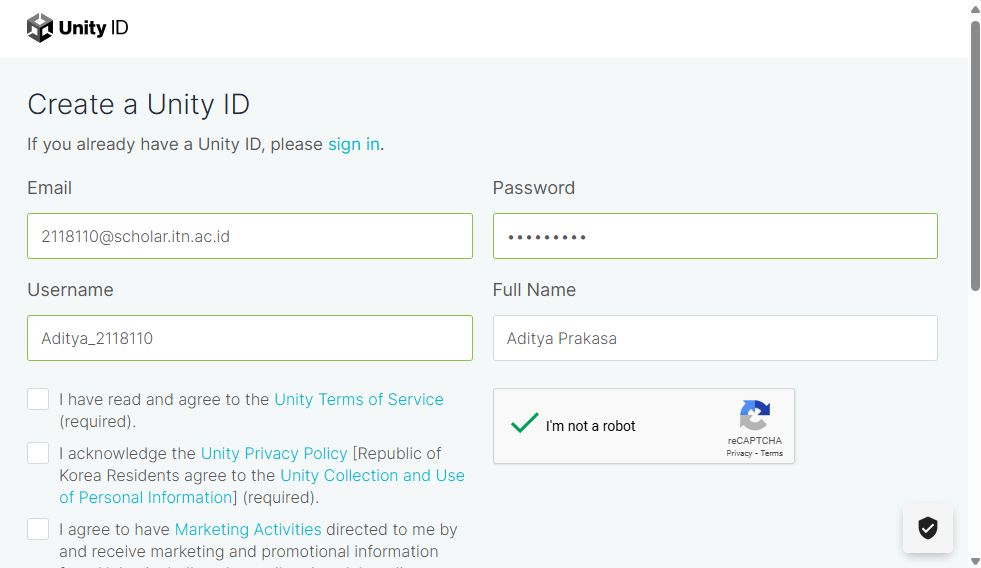 Unity ID
Create a Unity ID
If you already have a Unity ID, please sign in.
Email
Password
2118110@scholar.itn.ac.id
•••••••••
Username
Full Name
Aditya_2118110
Aditya Prakasa
I have read and agree to the Unity Terms of Service
(required).
I acknowledge the Unity Privacy Policy [Republic of
Korea Residents agree to the Unity Collection and Use
of Personal Information] (required).
I agree to have Marketing Activities directed to me by
and receive marketing and promotional information
I'm not a robot
reCAPTCHA
Privacy - Terms